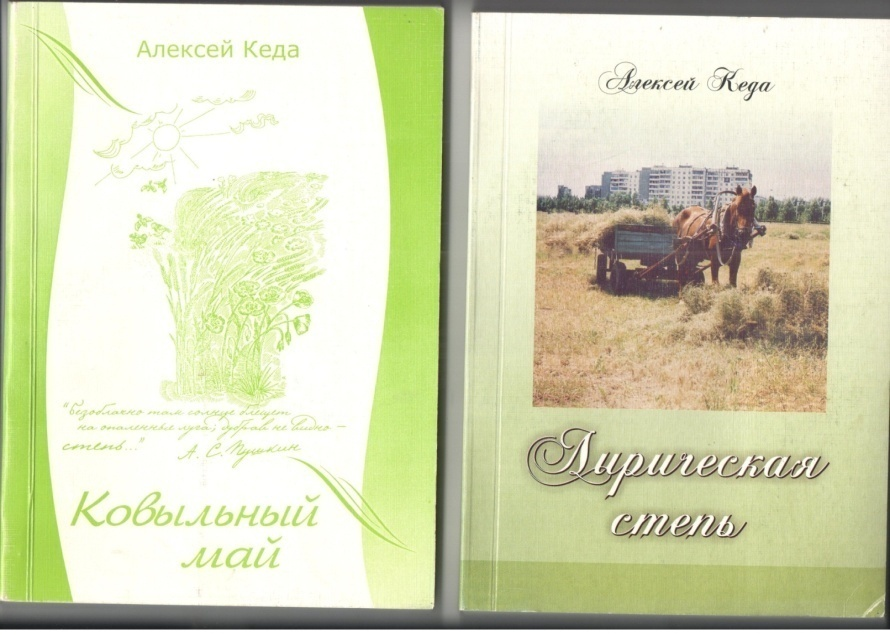 Алексей Кеда
"Безоблачно там солнце блещет
на опаленные луга; дубрав не видно –
степь..."
А. С. Пушкин
Ковыльный
май
Алексей Кеда
Лирическая
степь